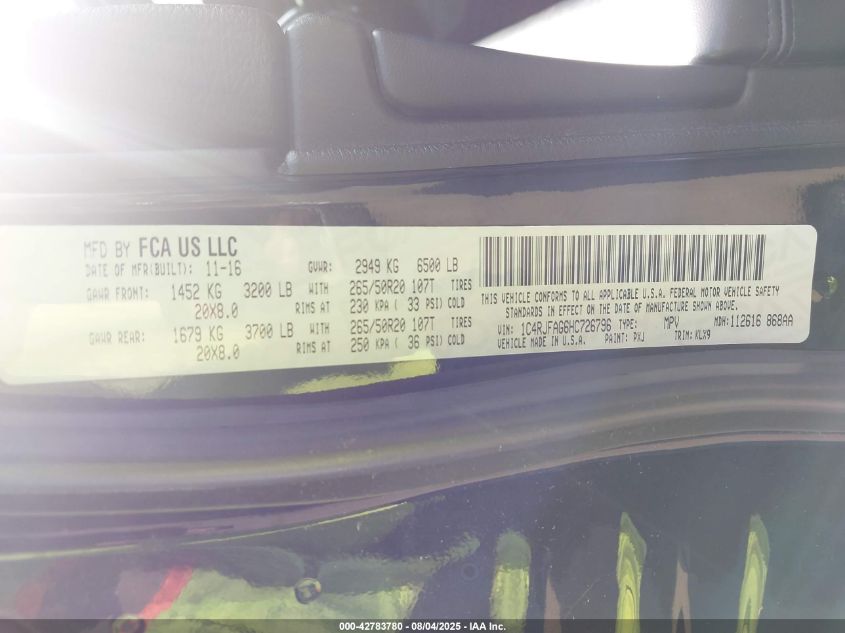 MFD BY FCA US LLC
DATE OF MFR(BUILT): 11-16 GVWR: 2949 KG 6500 LB
GAWR FRONT: 1452 KG 3200 LB WITH 265/50R20 107T TIRES
20X8.0 RIMS AT 230 KPA ( 33 PSI) COLD
GAWR REAR: 1679 KG 3700 LB WITH 265/50R20 107T TIRES
20X8.0 RIMS AT 250 KPA ( 36 PSI) COLD
THIS VEHICLE CONFORMS TO ALL APPLICABLE U.S.A. FEDERAL MOTOR VEHICLE SAFETY
STANDARDS IN EFFECT ON THE DATE OF MANUFACTURE SHOWN ABOVE.
VIN: 1C4RJFAG6HC726796 TYPE: MPV MDH: 112616 868AA
VEHICLE MADE IN U.S.A. PAINT: PXJ TRIM: KLX9
000-42783780 - 08/04/2025 - IAA Inc.